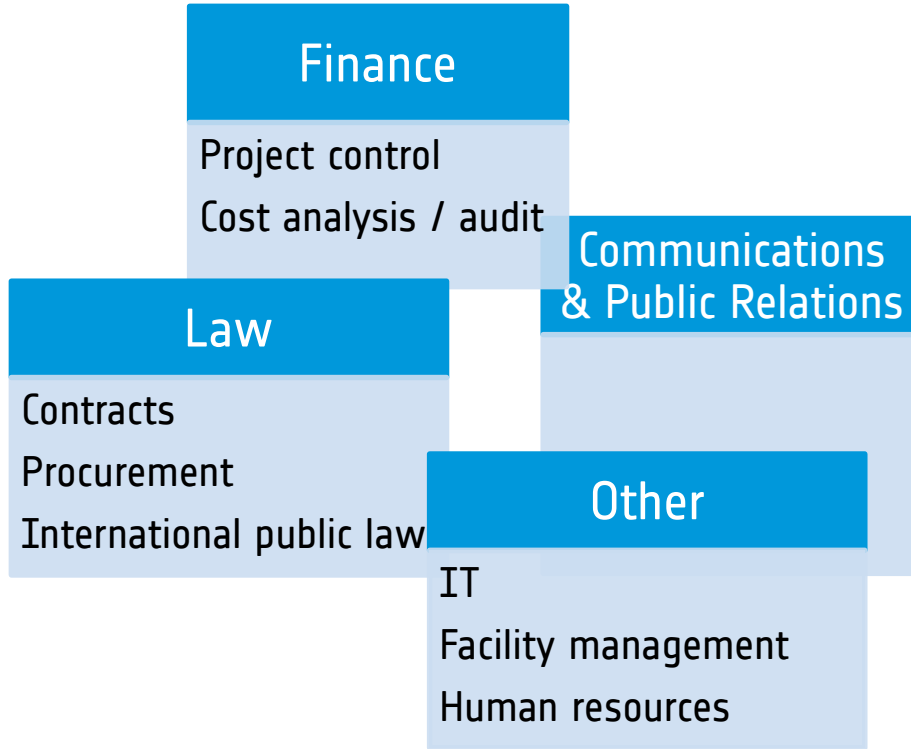 Finance
Project control
Cost analysis / audit
Communications
& Public Relations
Law
Contracts
Procurement
International public law
Other
IT
Facility management
Human resources